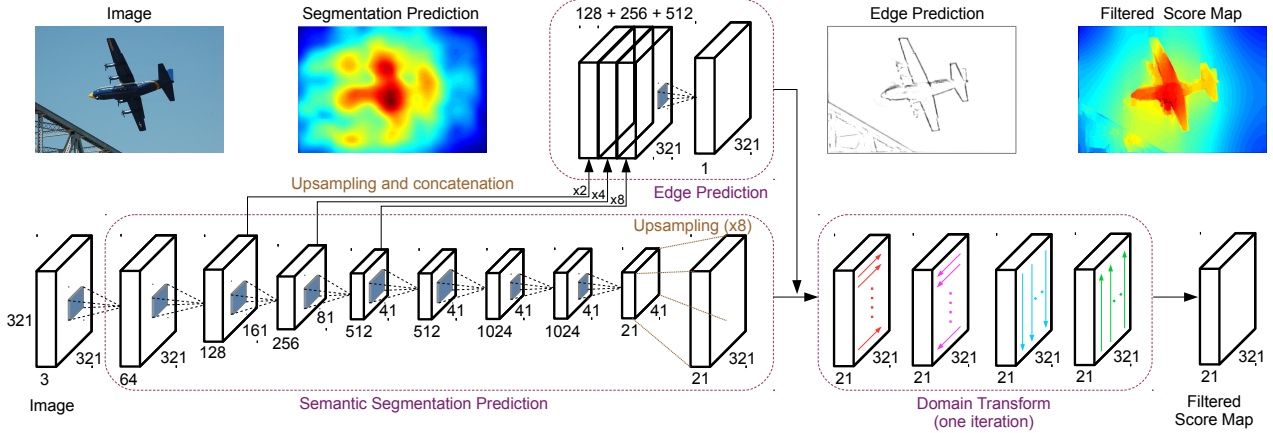 Image
Segmentation Prediction
128 + 256 + 512
Edge Prediction
Filtered Score Map
321
321
1
Edge Prediction
Upsampling and concatenation
x2
x4
x8
Upsampling (x8)
321
321
3
Image
321
64
161
128
81
256
41
512
41
512
41
1024
41
1024
41
21
321
21
Semantic Segmentation Prediction
321
21
321
21
321
21
321
21
Domain Transform
(one iteration)
321
21
Filtered
Score Map